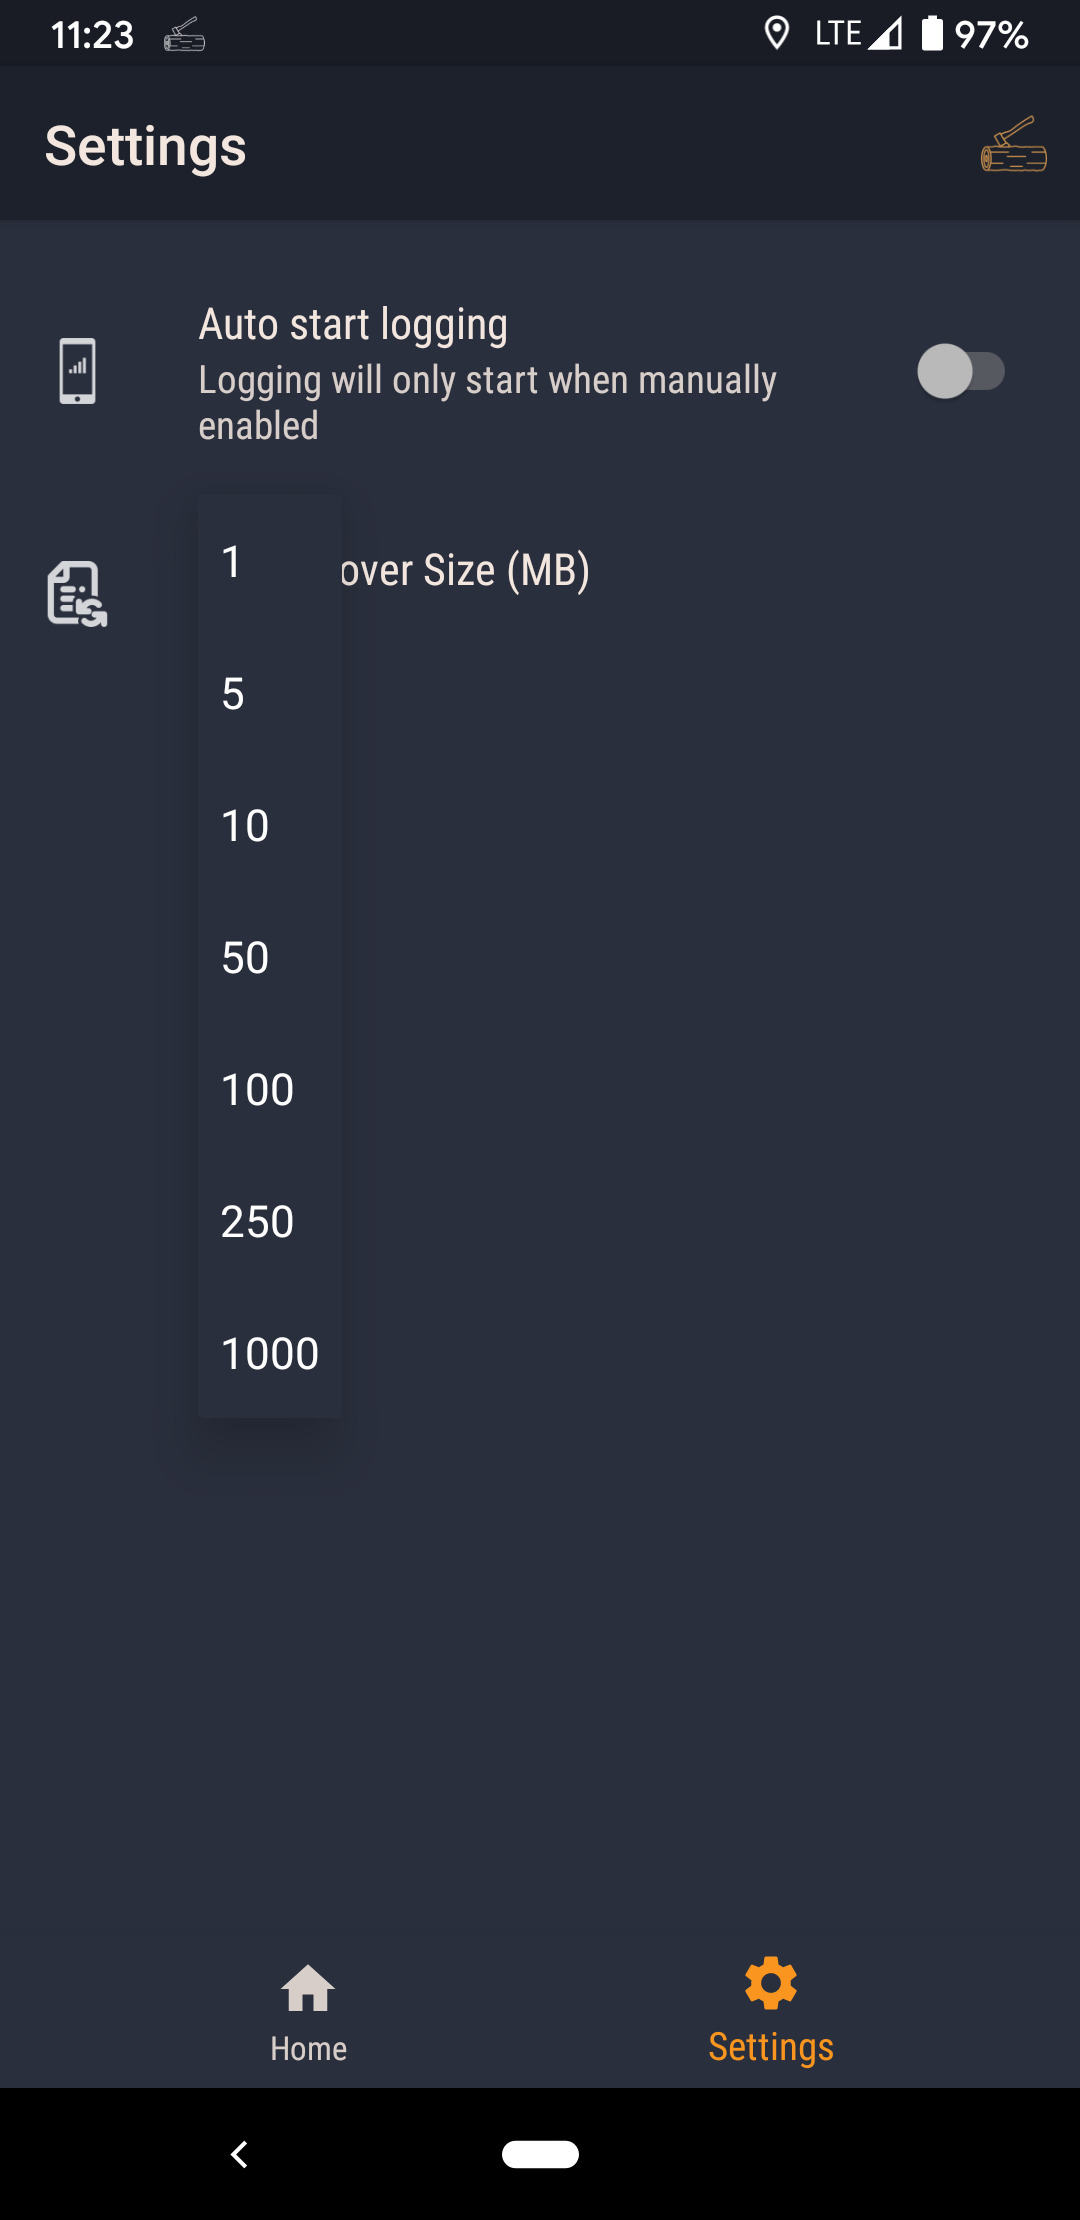 11:23 LTE 97%
Settings
Auto start logging
Logging will only start when manually
enabled
1
over Size (MB)
5
10
50
100
250
1000
Home
Settings